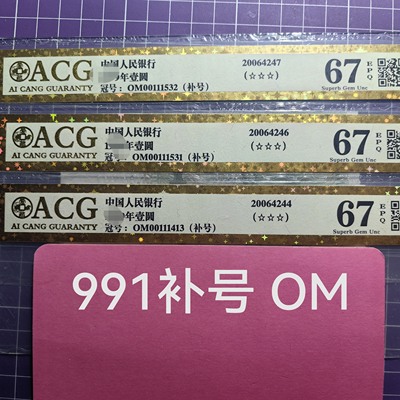 ACG
AI CANG GUARANTY
中国人民银行
9年壹圆
冠号：OM00111532（补号）
20064247
(☆☆☆)
67
EPQ
Superb Gem Unc
ACG
AI CANG GUARANTY
中国人民银行
年壹圆
冠号：OM00111531（补号）
20064246
(☆☆☆)
67
EPQ
Superb Gem Unc
ACG
AI CANG GUARANTY
中国人民银行
9年壹圆
冠号：OM00111413（补号）
20064244
(☆☆☆)
67
EPQ
Superb Gem Unc
991补号 OM